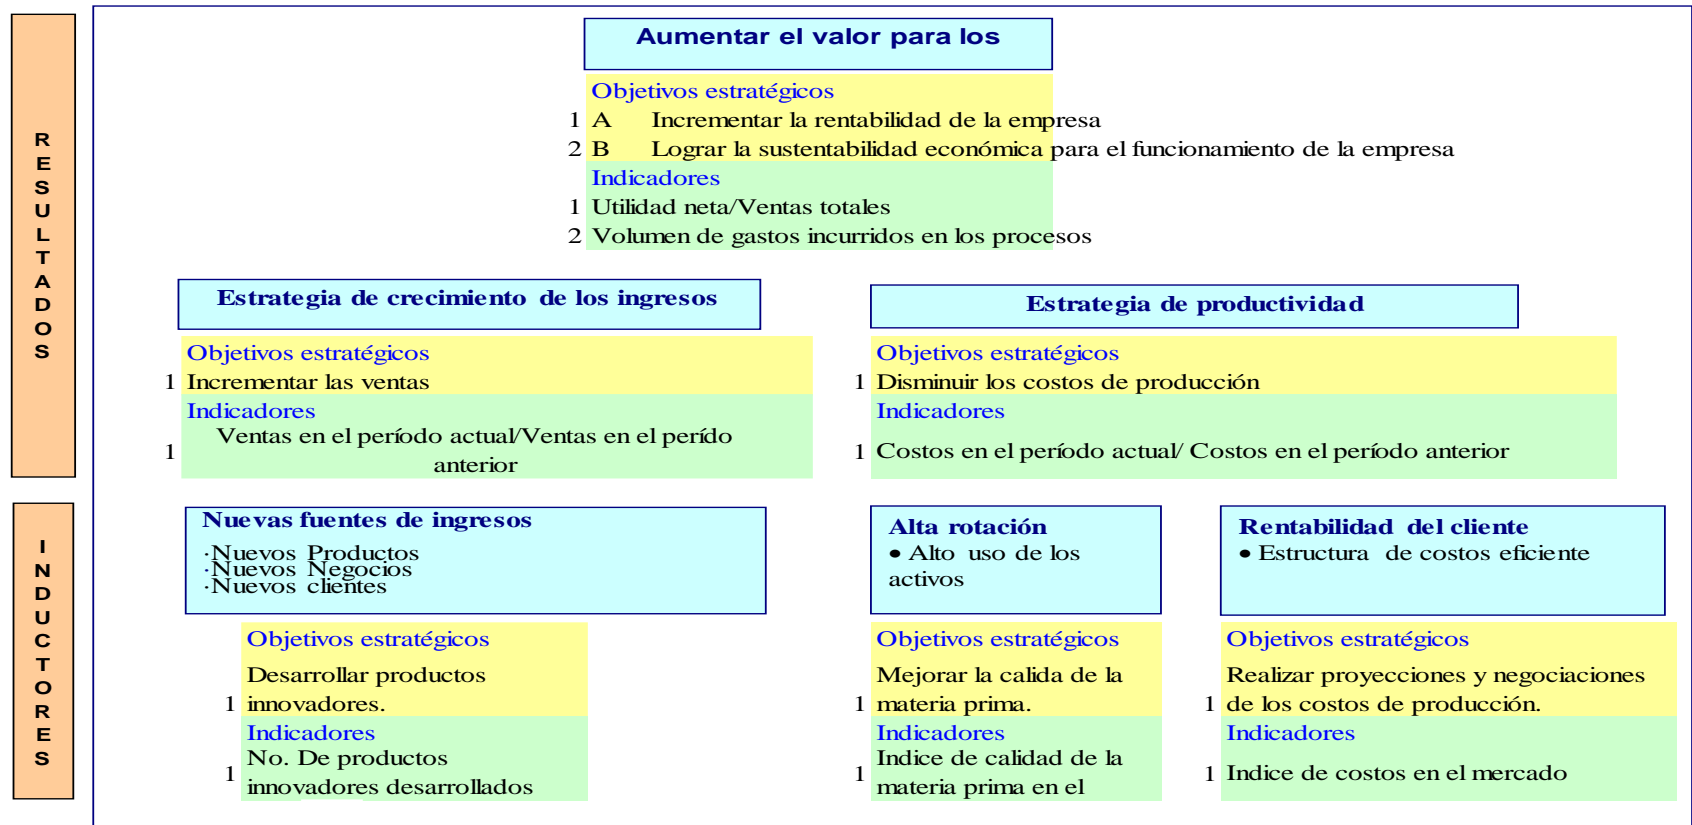 RESULTADOS
Aumentar el valor para los
Objetivos estratégicos
1 A Incrementar la rentabilidad de la empresa
2 B Lograr la sustentabilidad económica para el funcionamiento de la empresa
Indicadores
1 Utilidad neta/Ventas totales
2 Volumen de gastos incurridos en los procesos
Estrategia de crecimiento de los ingresos
Objetivos estratégicos
1 Incrementar las ventas
Indicadores
1 Ventas en el período actual/Ventas en el perído
anterior
Estrategia de productividad
Objetivos estratégicos
1 Disminuir los costos de producción
Indicadores
1 Costos en el período actual/ Costos en el período anterior
INDUCTORES
Nuevas fuentes de ingresos
·Nuevos Productos
·Nuevos Negocios
·Nuevos clientes
Objetivos estratégicos
Desarrollar productos
1 innovadores.
Indicadores
No. De productos
1 innovadores desarrollados
Alta rotación
• Alto uso de los
activos
Objetivos estratégicos
Mejorar la calida de la
1 materia prima.
Indicadores
Indice de calidad de la
1 materia prima en el
Rentabilidad del cliente
• Estructura de costos eficiente
Objetivos estratégicos
Realizar proyecciones y negociaciones
1 de los costos de producción.
Indicadores
1 Indice de costos en el mercado